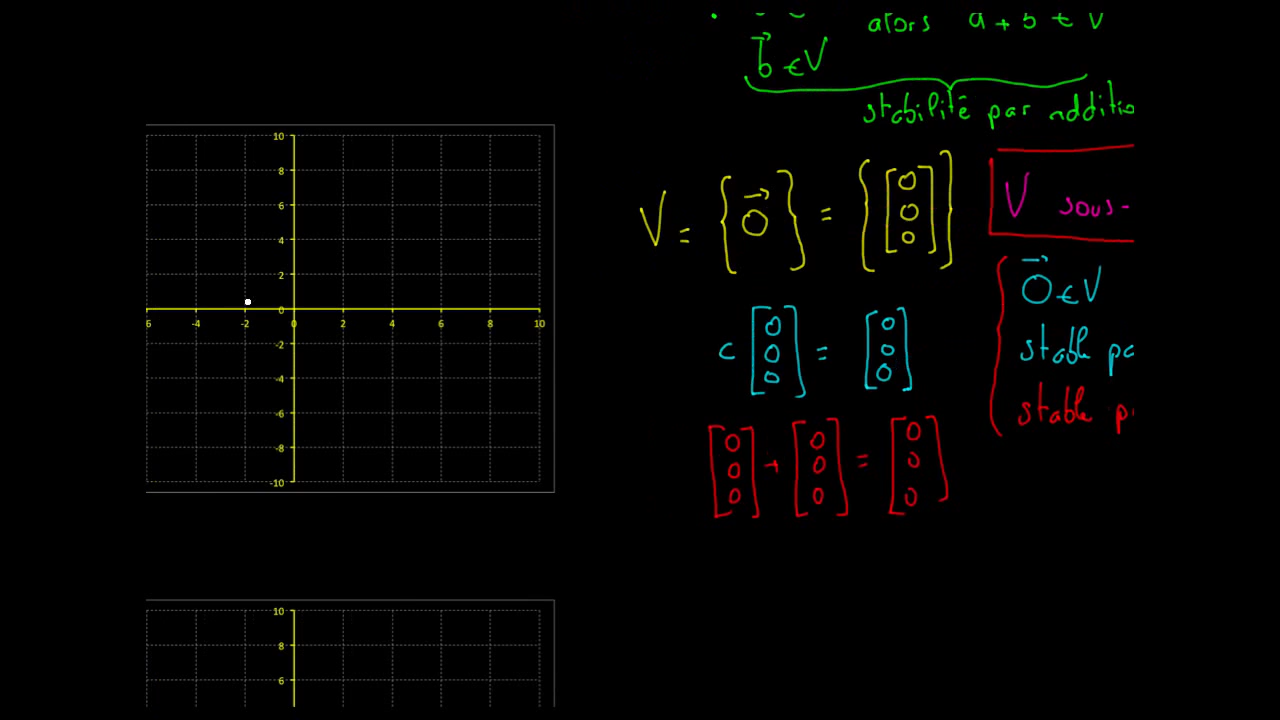 alors a + b ∈ V
b⃗ ∈ V
stabilité par additio
V = { 0⃗ } = { [ 0 0 0 ] }
V sous-
0⃗ ∈ V
c [ 0 0 0 ] = [ 0 0 0 ]
stable pa
stable p
[ 0 0 0 ] + [ 0 0 0 ] = [ 0 0 0 ]
10
8
6
4
2
0
6 -4 -2 0 2 4 6 8 10
-2
-4
-6
-8
-10
10
8
6